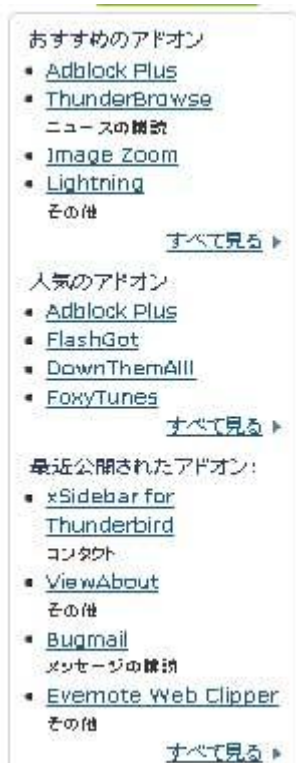 おすすめのアドオン
Adblock Plus
ThunderBrowse
ニュースの購読
Image Zoom
Lightning
その他
すべて見る
人気のアドオン
Adblock Plus
FlashGot
DownThemAll!
FoxyTunes
すべて見る
最近公開されたアドオン:
xSidebar for
Thunderbird
コンタクト
ViewAbout
その他
Bugmail
メッセージの購読
Evernote Web Clipper
その他
すべて見る